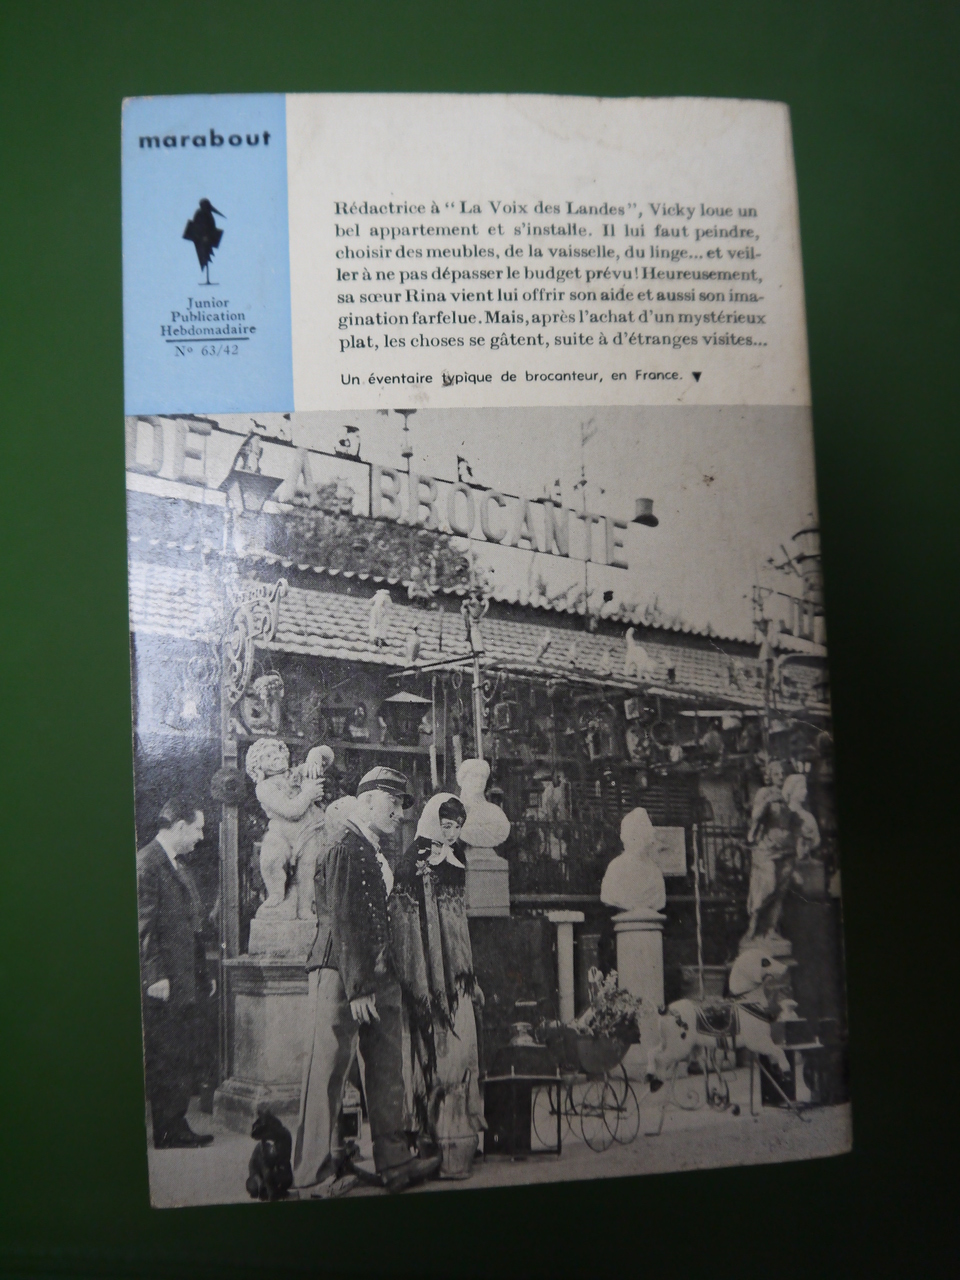 marabout
Junior
Publication
Hebdomadaire
Nº 63/42
Rédactrice à “ La Voix des Landes”, Vicky loue un
bel appartement et s'installe. Il lui faut peindre,
choisir des meubles, de la vaisselle, du linge... et veil-
ler à ne pas dépasser le budget prévu! Heureusement,
sa sœur Rina vient lui offrir son aide et aussi son ima-
gination farfelue. Mais, après l'achat d'un mystérieux
plat, les choses se gâtent, suite à d'étranges visites...
Un éventaire typique de brocanteur, en France. ▼
DE LA BROCANTE